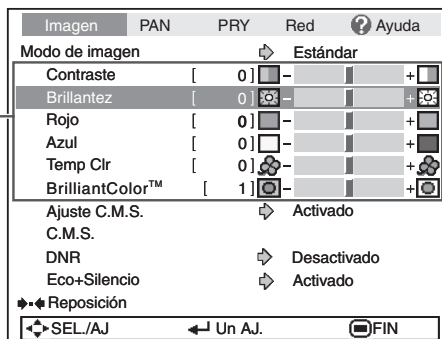 Imagen PAN PRY Red ? Ayuda
Modo de imagen Estándar
Contraste [ 0 ] - +
Brillantez [ 0 ] - +
Rojo [ 0 ] - +
Azul [ 0 ] - +
Temp Clr [ 0 ] - +
BrilliantColor™ [ 1 ] - +
Ajuste C.M.S. Activado
C.M.S.
DNR Desactivado
Eco+Silencio Activado
Reposición
SEL./AJ Un AJ. FIN